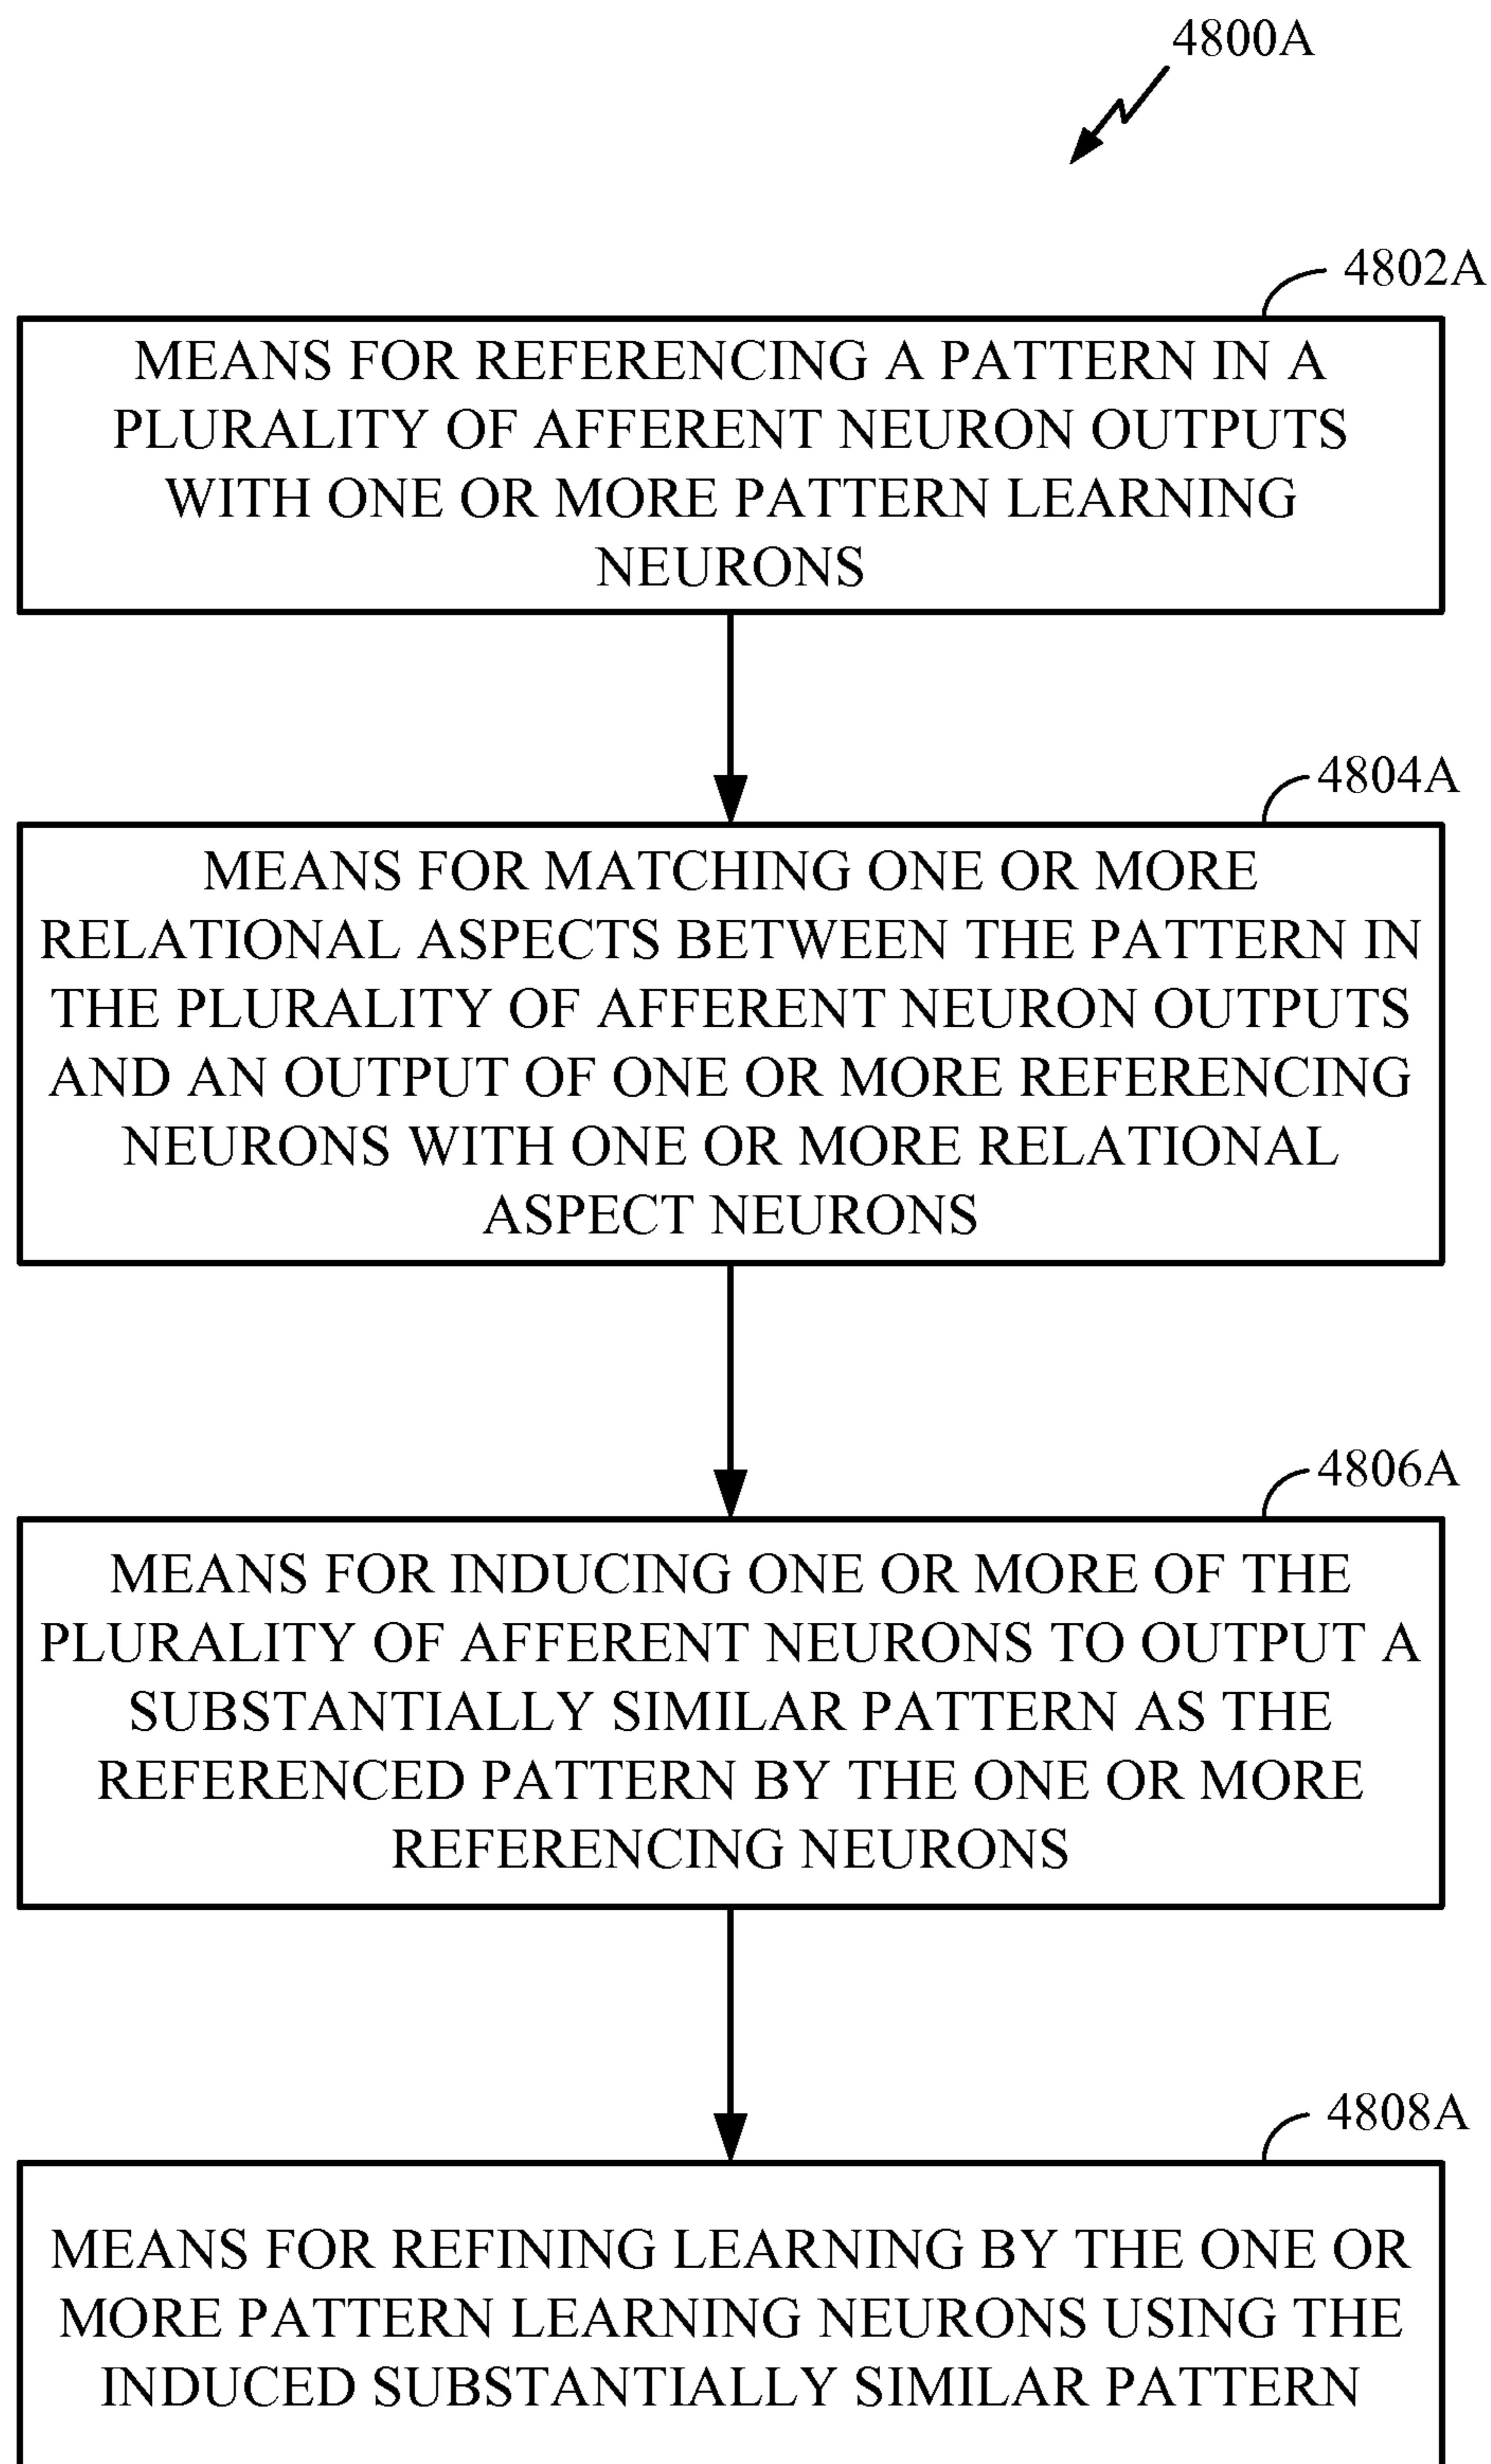 4800A
4802A
MEANS FOR REFERENCING A PATTERN IN A
PLURALITY OF AFFERENT NEURON OUTPUTS
WITH ONE OR MORE PATTERN LEARNING
NEURONS
4804A
MEANS FOR MATCHING ONE OR MORE
RELATIONAL ASPECTS BETWEEN THE PATTERN IN
THE PLURALITY OF AFFERENT NEURON OUTPUTS
AND AN OUTPUT OF ONE OR MORE REFERENCING
NEURONS WITH ONE OR MORE RELATIONAL
ASPECT NEURONS
4806A
MEANS FOR INDUCING ONE OR MORE OF THE
PLURALITY OF AFFERENT NEURONS TO OUTPUT A
SUBSTANTIALLY SIMILAR PATTERN AS THE
REFERENCED PATTERN BY THE ONE OR MORE
REFERENCING NEURONS
4808A
MEANS FOR REFINING LEARNING BY THE ONE OR
MORE PATTERN LEARNING NEURONS USING THE
INDUCED SUBSTANTIALLY SIMILAR PATTERN